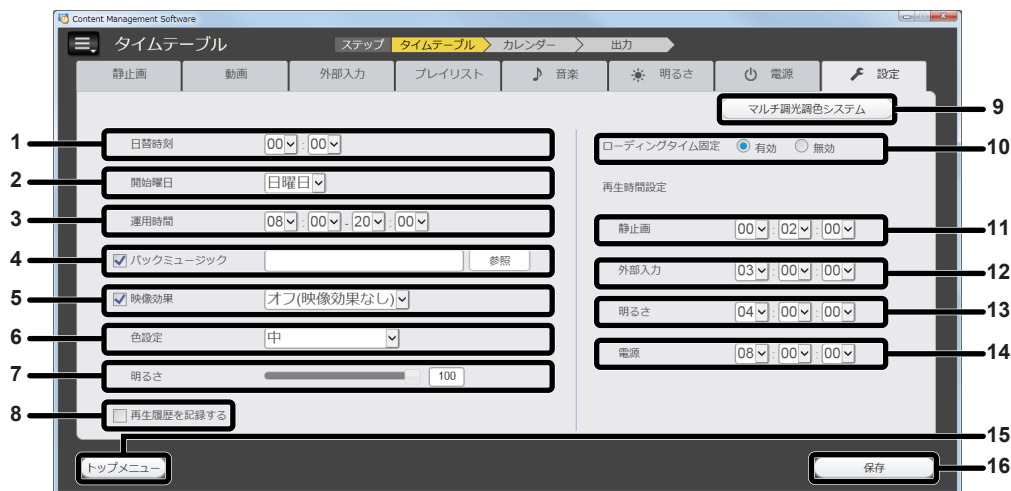 Content Management Software
タイムテーブル ステップ タイムテーブル カレンダー 出力
静止画 動画 外部入力 プレイリスト 音楽 明るさ 電源 設定
マルチ調光調色システム 9
1 日替時刻 00 : 00
2 開始曜日 日曜日
3 運用時間 08 : 00 - 20 : 00
4 バックミュージック 参照
5 映像効果 オフ(映像効果なし)
6 色設定 中
7 明るさ 100
8 再生履歴を記録する
ローディングタイム固定 有効 無効 10
再生時間設定
静止画 00 : 02 : 00 11
外部入力 03 : 00 : 00 12
明るさ 04 : 00 : 00 13
電源 08 : 00 : 00 14
15
トップメニュー 保存 16